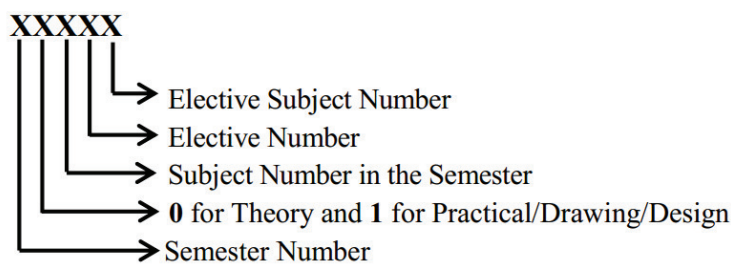 XXXXX
Elective Subject Number
Elective Number
Subject Number in the Semester
0 for Theory and 1 for Practical/Drawing/Design
Semester Number